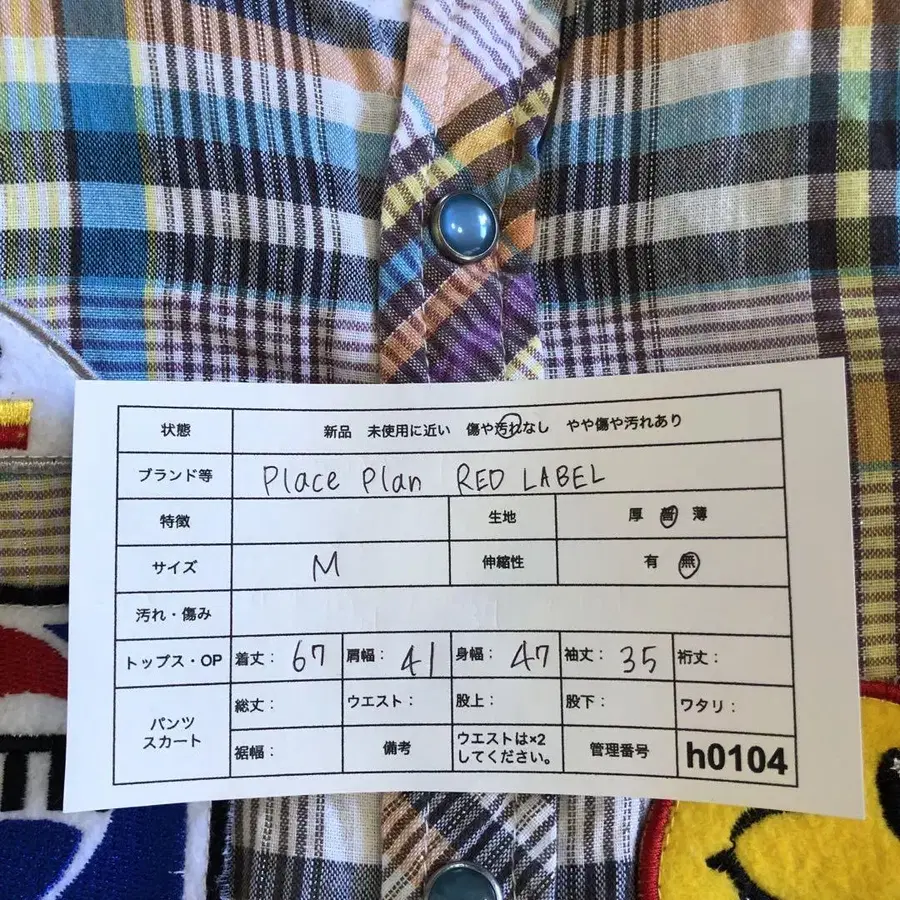 状態 新品 未使用に近い 傷や汚れなし やや傷や汚れあり
ブランド等 Place Plan RED LABEL
特徴 生地 厚 普 薄
サイズ M 伸縮性 有 無
汚れ・傷み
トップス・OP 着丈: 67 肩幅: 41 身幅: 47 袖丈: 35 裄丈:
パンツ
スカート
総丈: ウエスト: 股上: 股下: ワタリ:
裾幅: 備考 ウエストは×2
してください。
管理番号 h0104